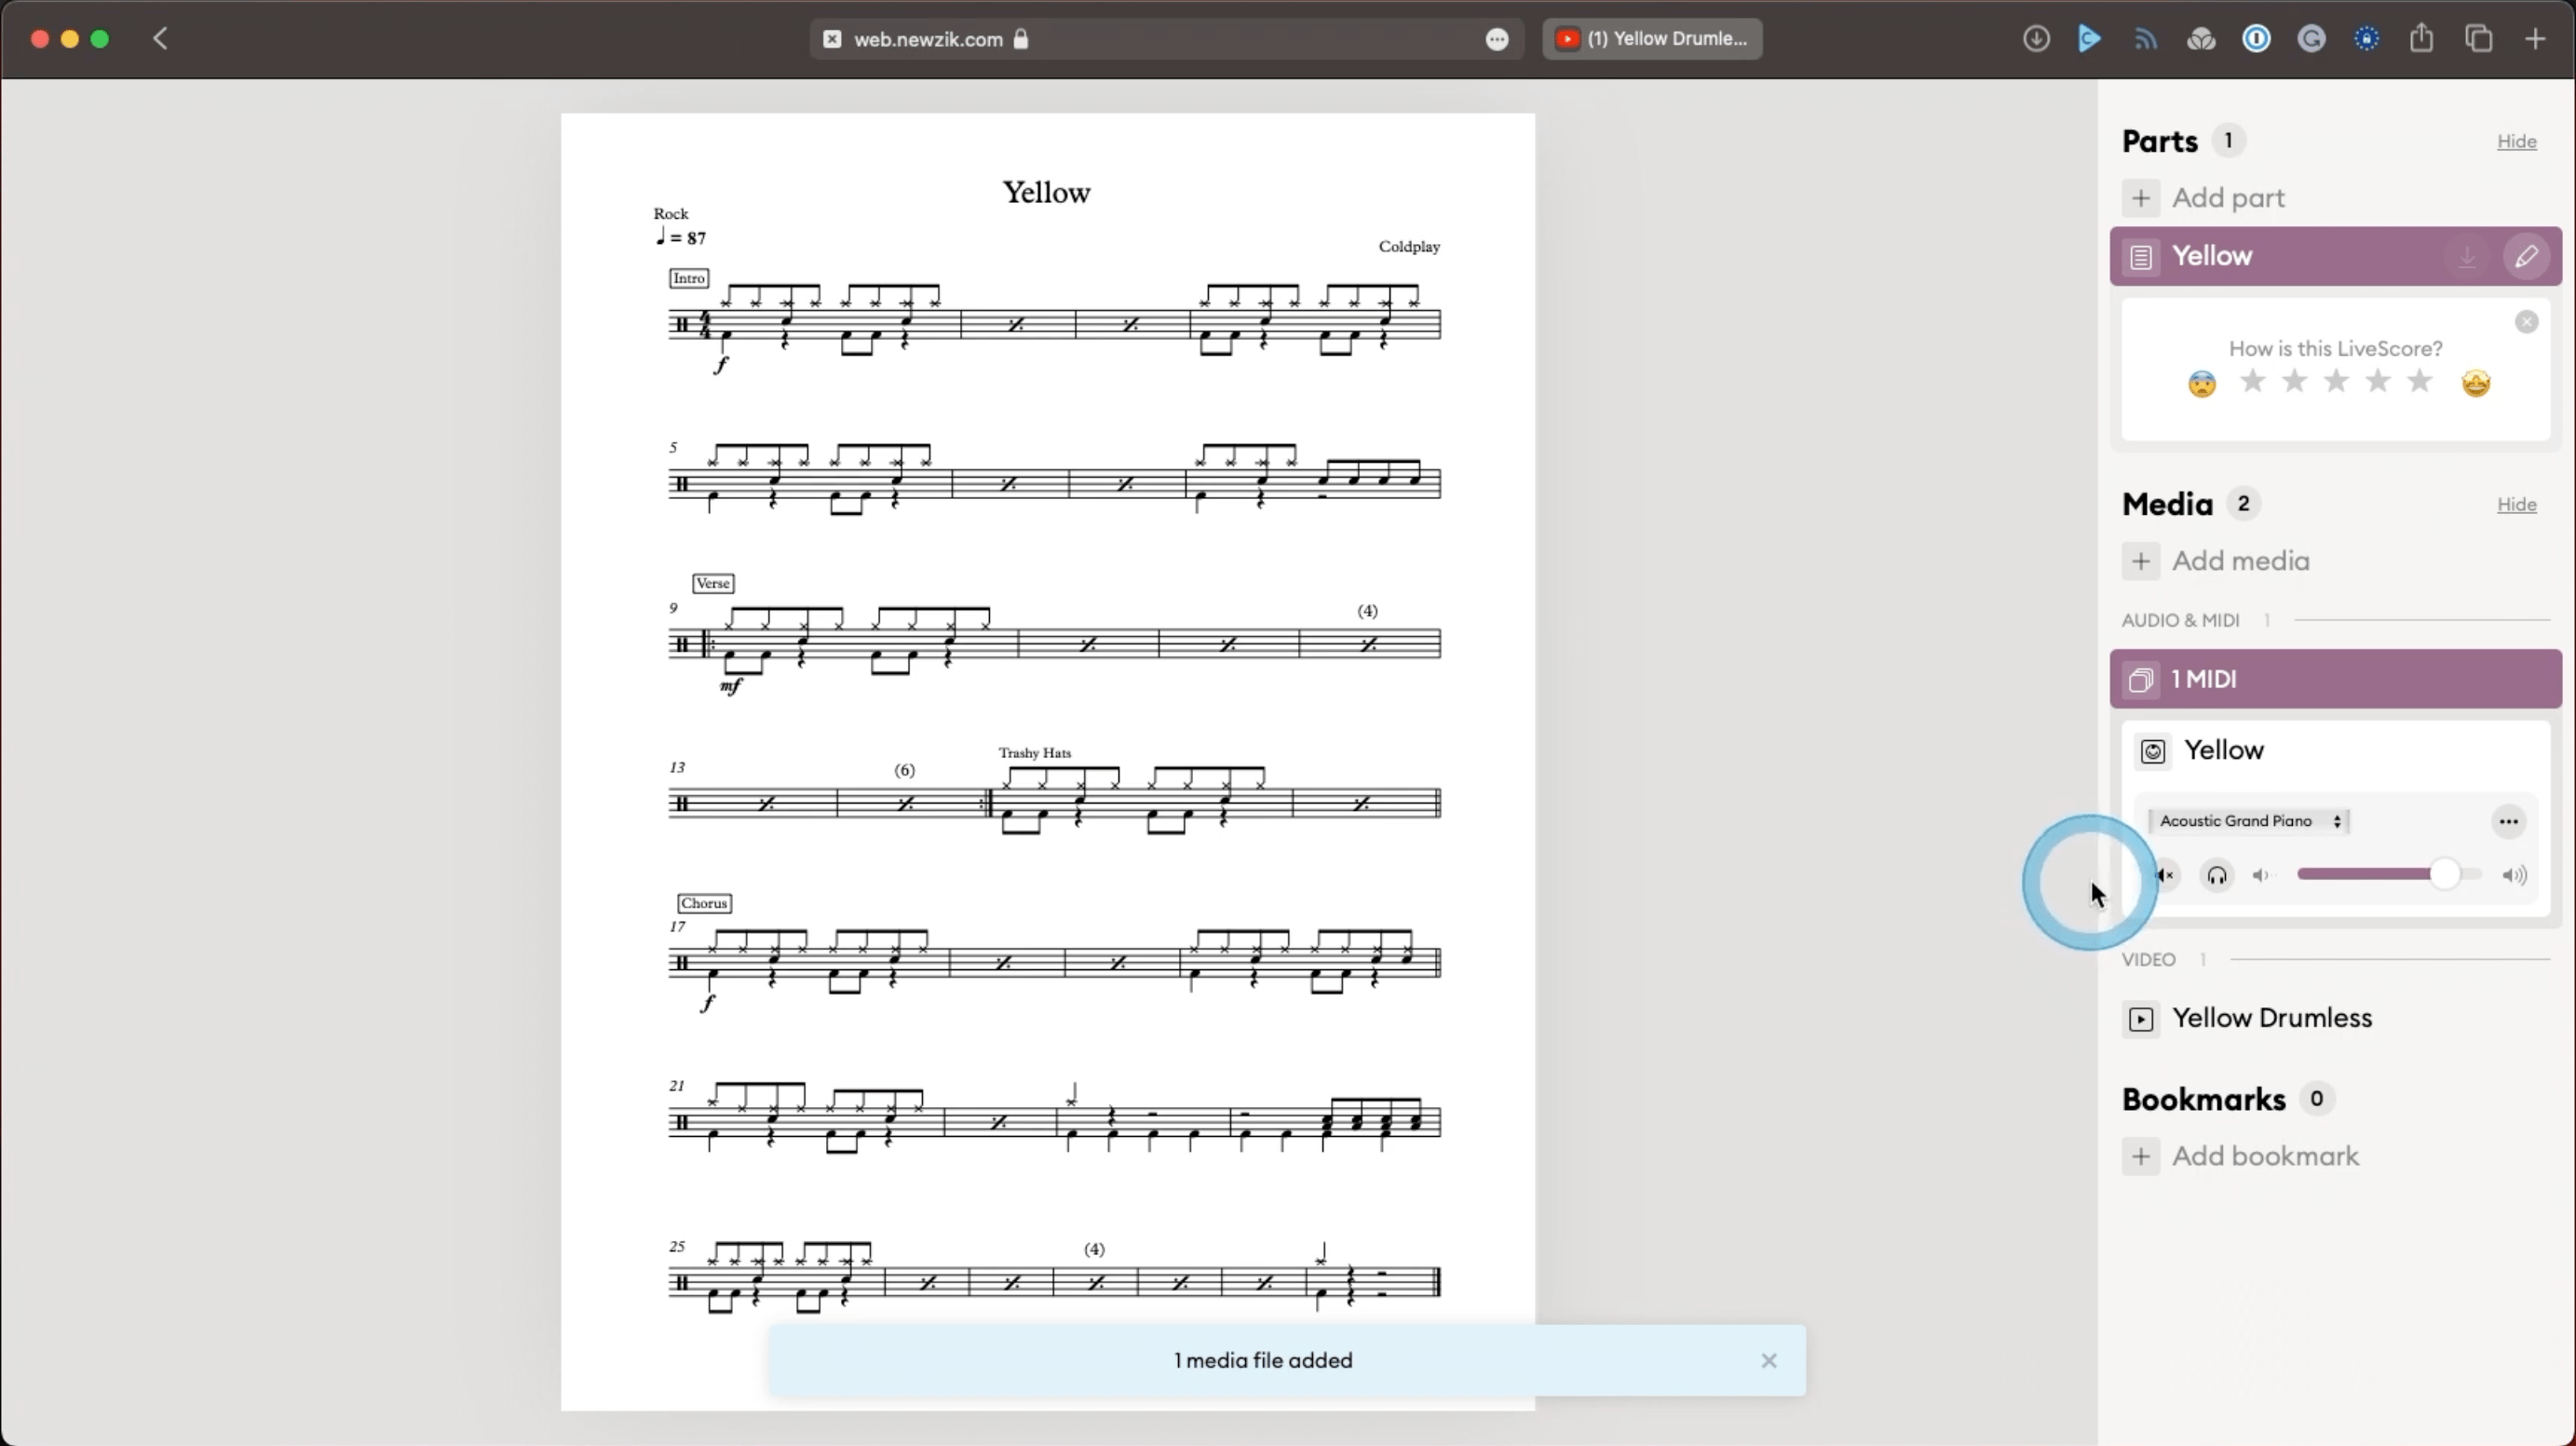 web.newzik.com
(1) Yellow Drumle...
Yellow
Rock
♩ = 87
Coldplay
Intro
4
4
f
5
Verse
9
(4)
mf
13
(6)
Trashy Hats
Chorus
17
f
21
25
(4)
1 media file added
Parts 1
Hide
Add part
Yellow
How is this LiveScore?
Media 2
Hide
Add media
AUDIO & MIDI 1
1 MIDI
Yellow
Acoustic Grand Piano
VIDEO 1
Yellow Drumless
Bookmarks 0
Add bookmark